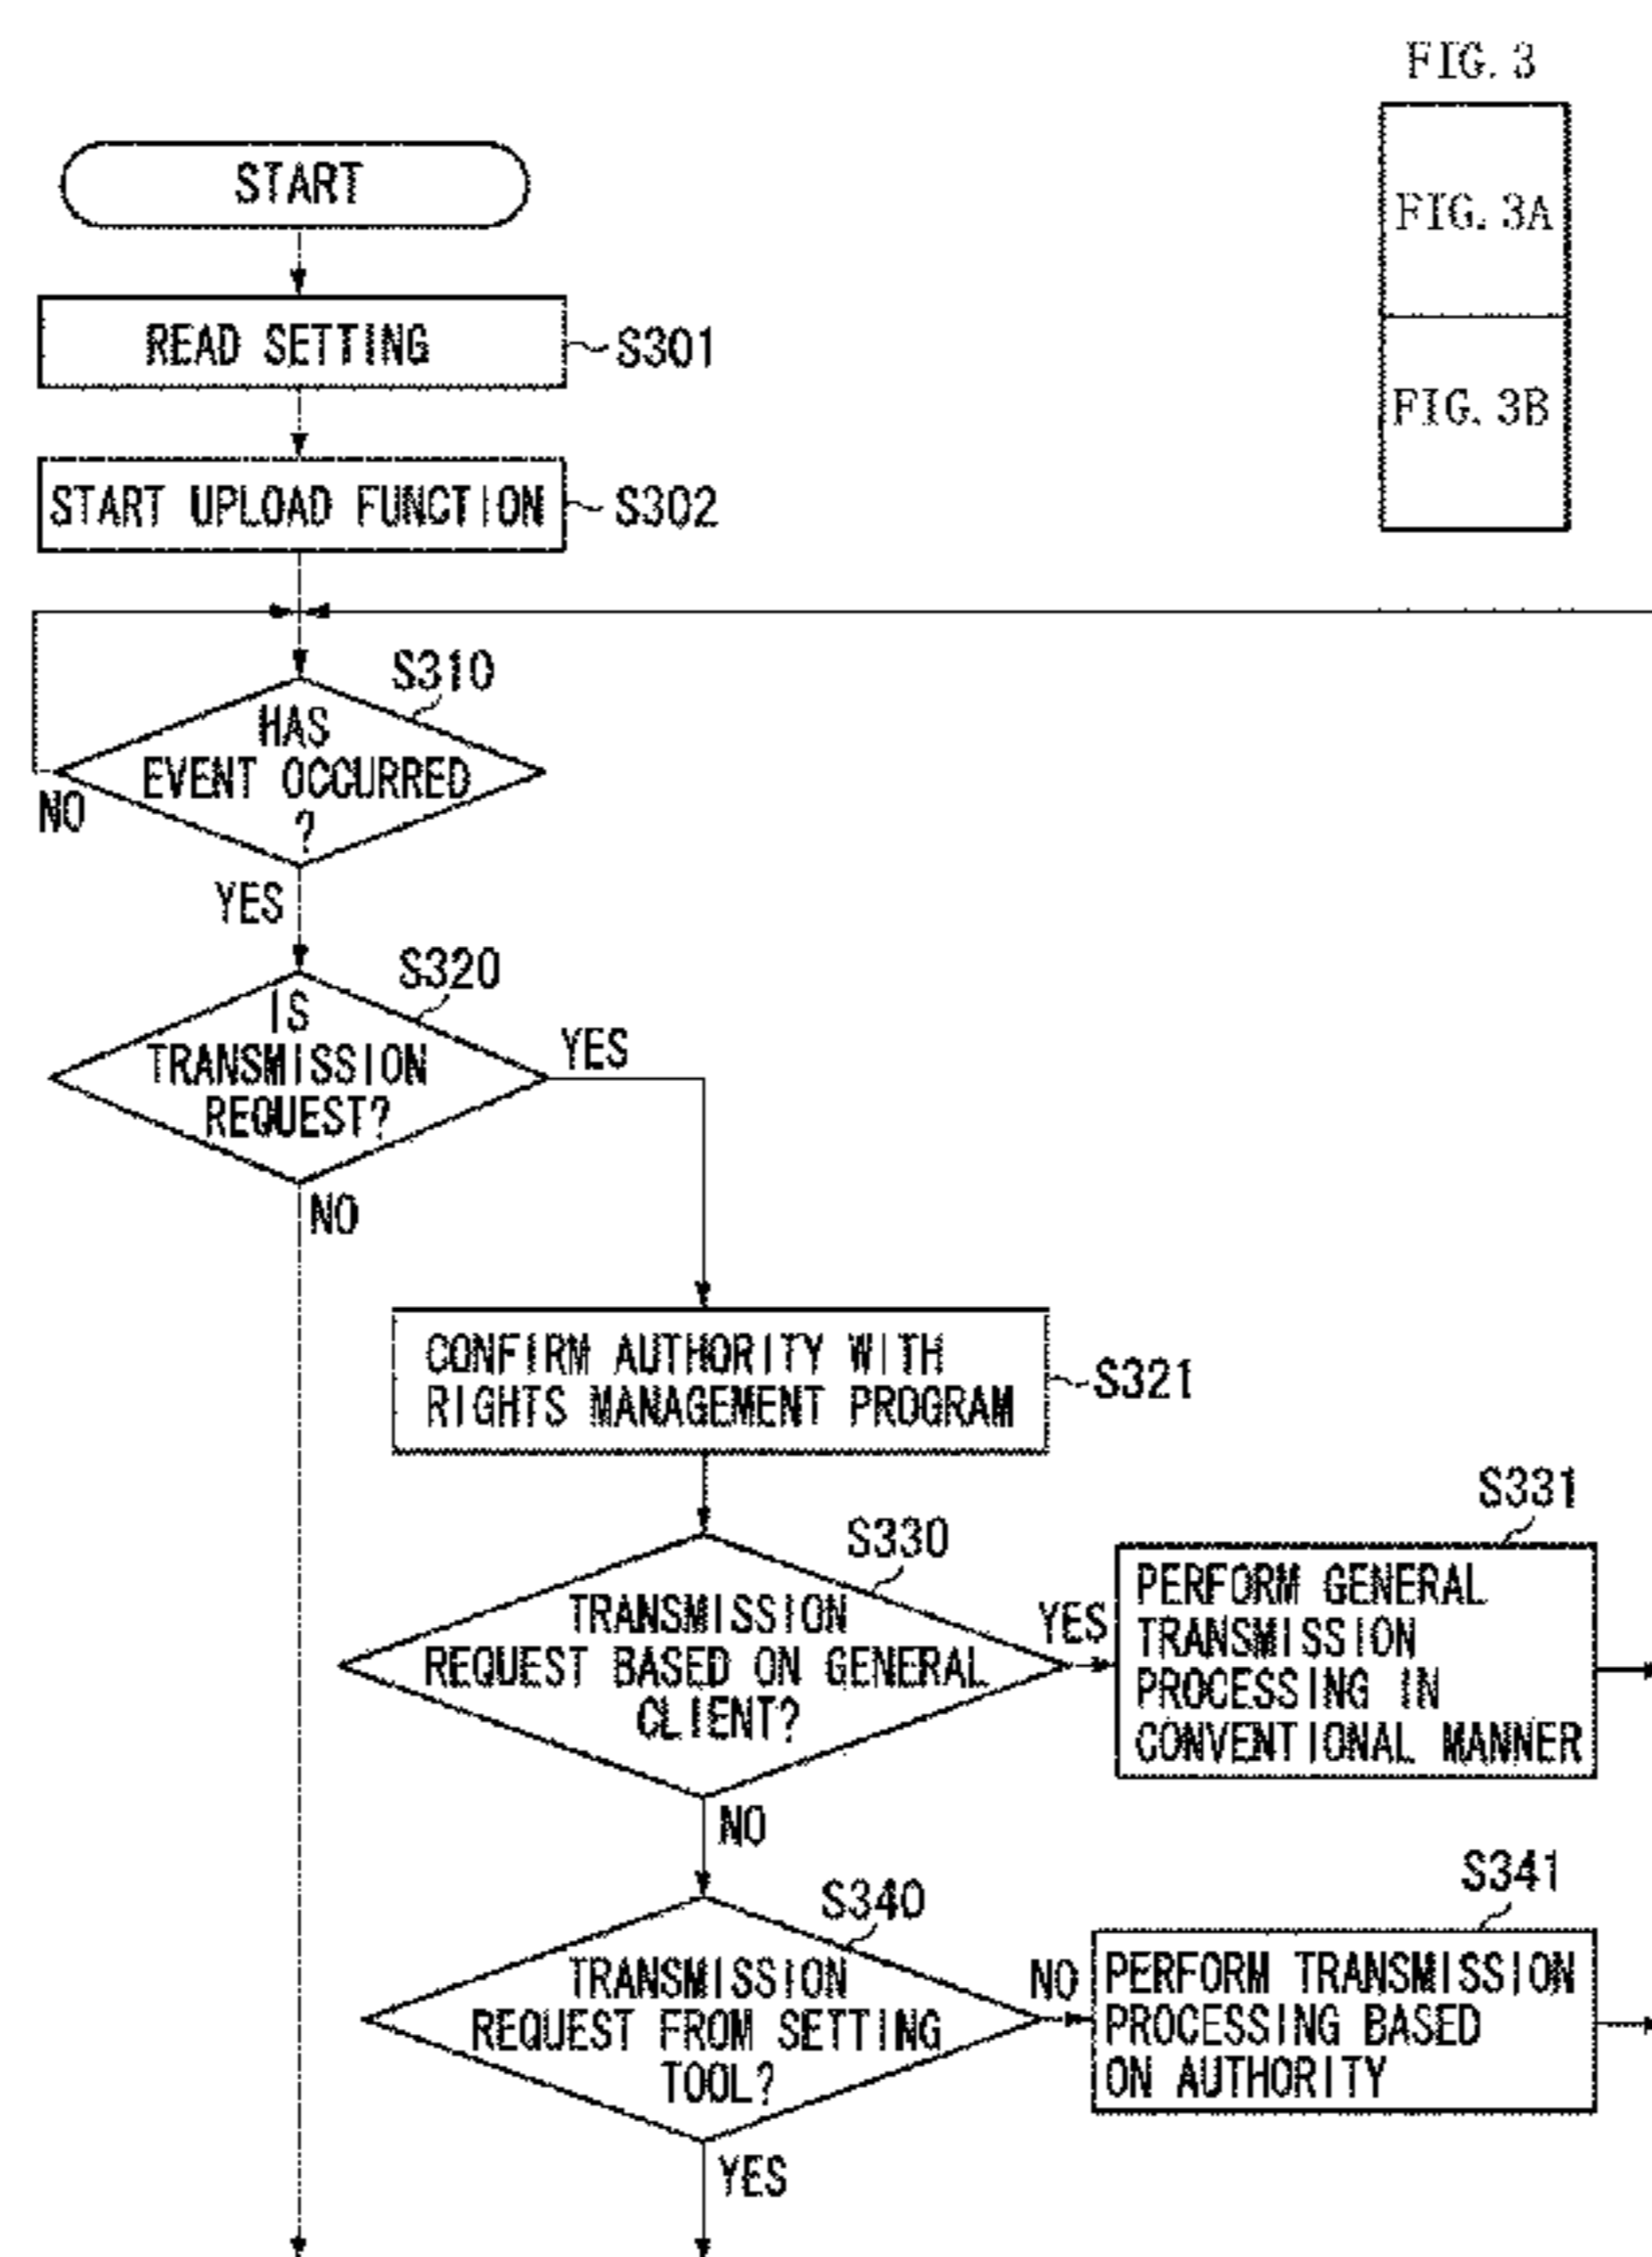 FIG. 3
FIG. 3A
FIG. 3B
START
READ SETTING
S301
START UPLOAD FUNCTION
S302
S310
HAS
EVENT OCCURRED
?
NO
YES
S320
IS
TRANSMISSION
REQUEST?
YES
NO
CONFIRM AUTHORITY WITH
RIGHTS MANAGEMENT PROGRAM
S321
S330
TRANSMISSION
REQUEST BASED ON GENERAL
CLIENT?
YES
NO
S331
PERFORM GENERAL
TRANSMISSION
PROCESSING IN
CONVENTIONAL MANNER
S340
TRANSMISSION
REQUEST FROM SETTING
TOOL?
NO
YES
S341
PERFORM TRANSMISSION
PROCESSING BASED
ON AUTHORITY